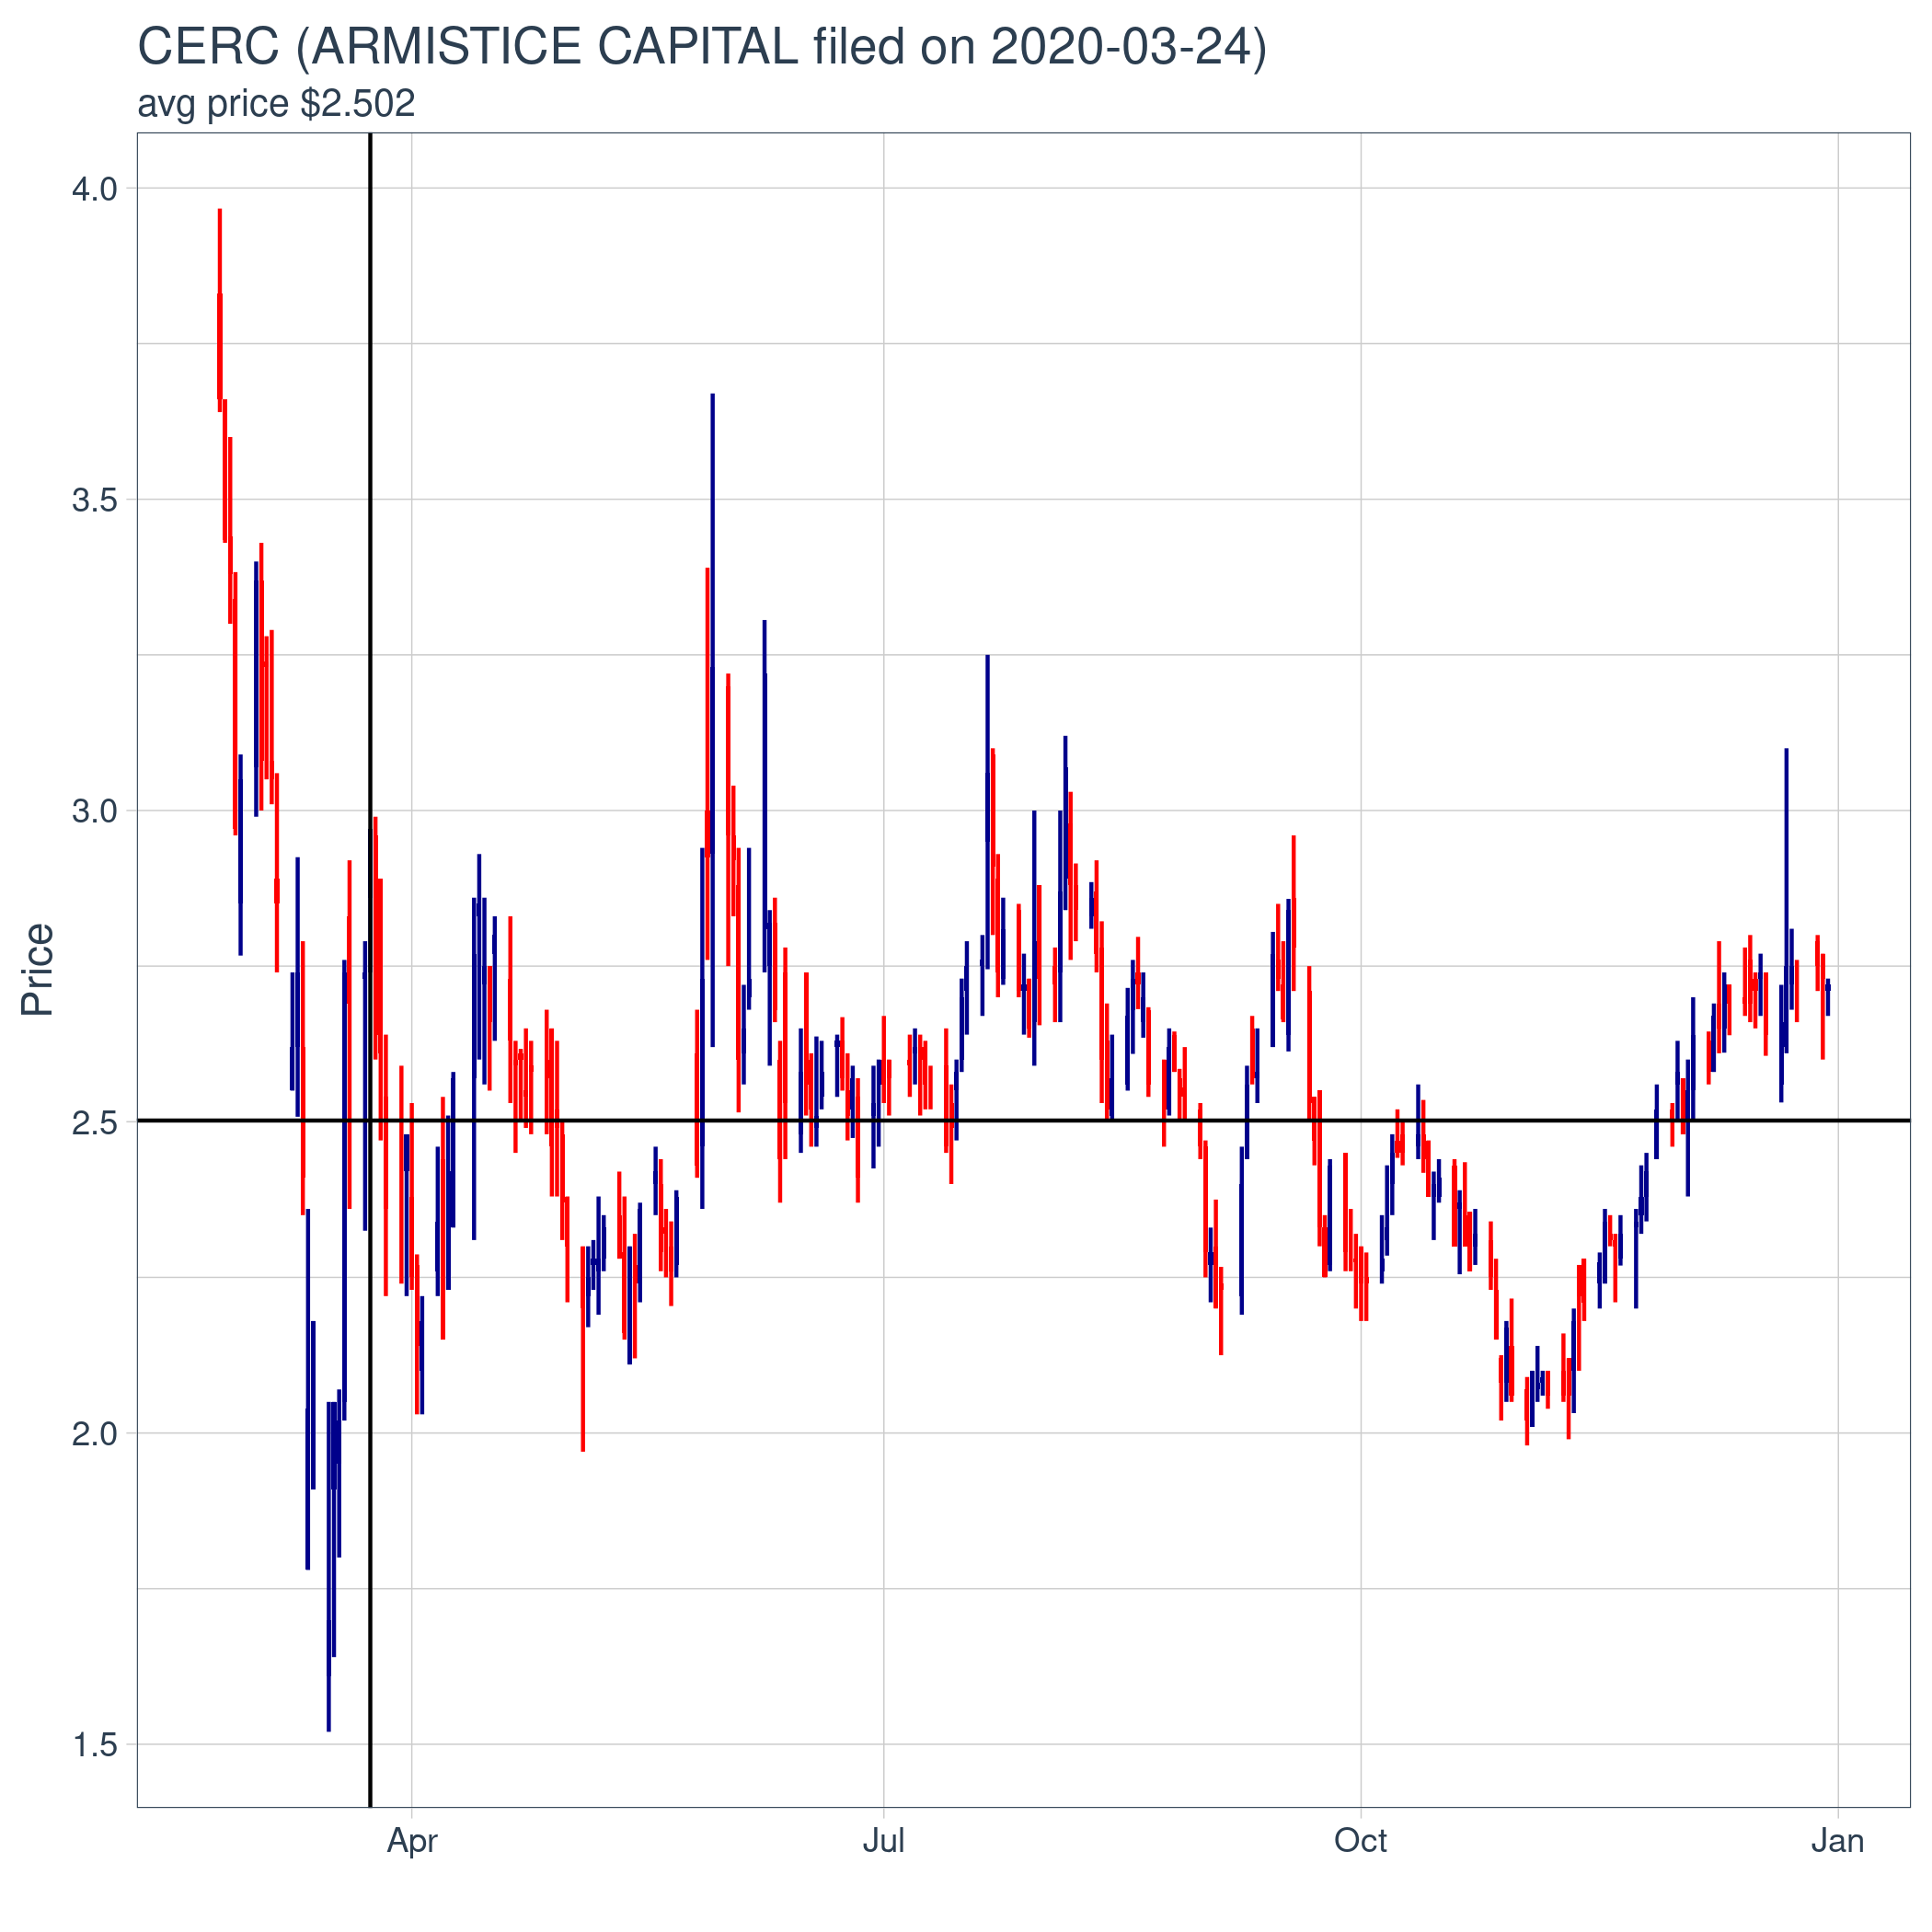 CERC (ARMISTICE CAPITAL filed on 2020-03-24)
avg price $2.502
4.0
3.5
3.0
2.5
2.0
1.5
Price
Apr
Jul
Oct
Jan